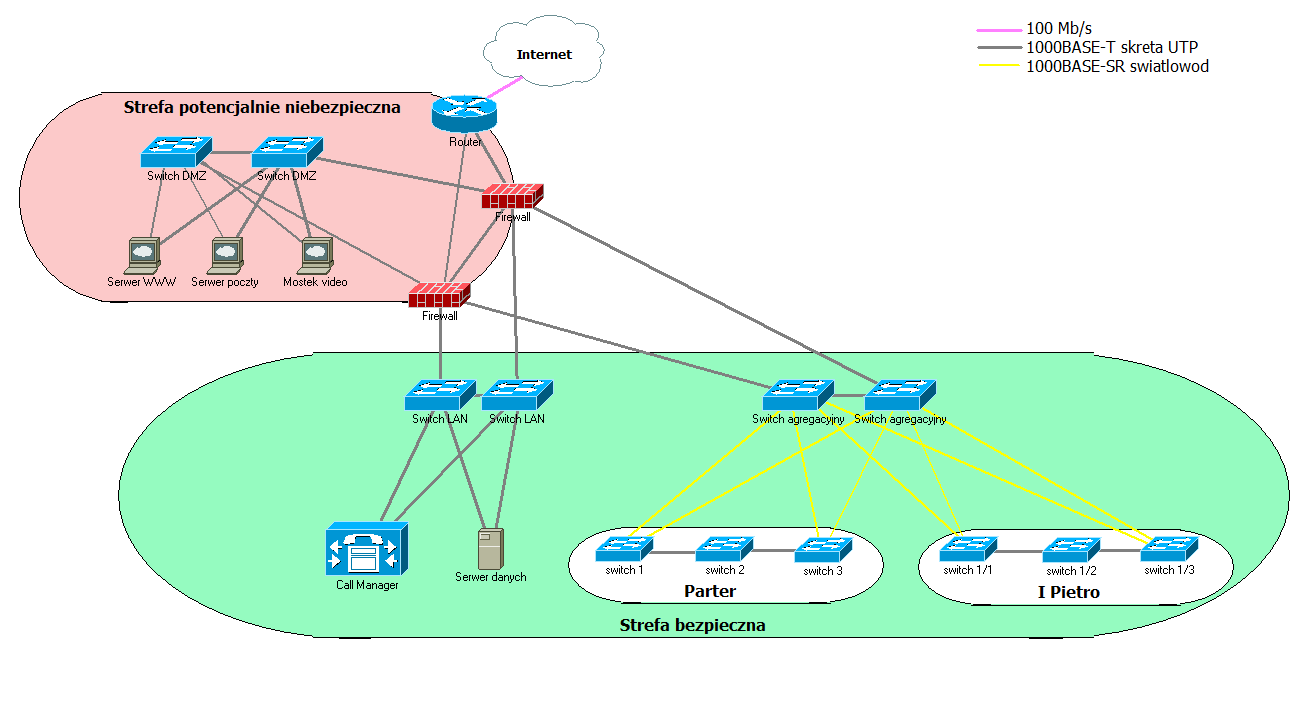 100 Mb/s
1000BASE-T skreta UTP
1000BASE-SR swiatlowod
Internet
Strefa potencjalnie niebezpieczna
Router
Switch DMZ
Switch DMZ
Firewall
Serwer WWW
Serwer poczty
Mostek video
Firewall
Switch LAN
Switch LAN
Switch agregacyjny
Switch agregacyjny
Call Manager
Serwer danych
switch 1
switch 2
switch 3
Parter
switch 1/1
switch 1/2
switch 1/3
I Pietro
Strefa bezpieczna